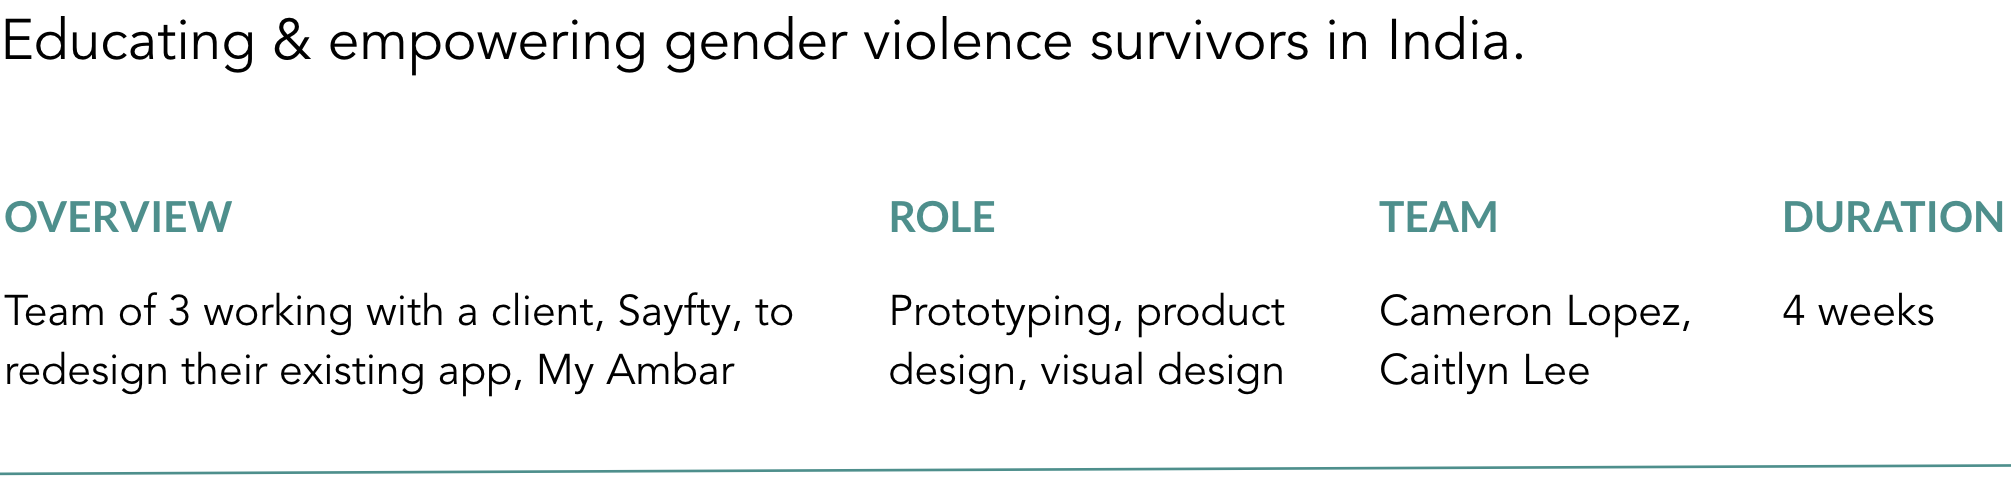 Educating & empowering gender violence survivors in India.
OVERVIEW
Team of 3 working with a client, Sayfty, to
redesign their existing app, My Ambar
ROLE
Prototyping, product
design, visual design
TEAM
Cameron Lopez,
Caitlyn Lee
DURATION
4 weeks